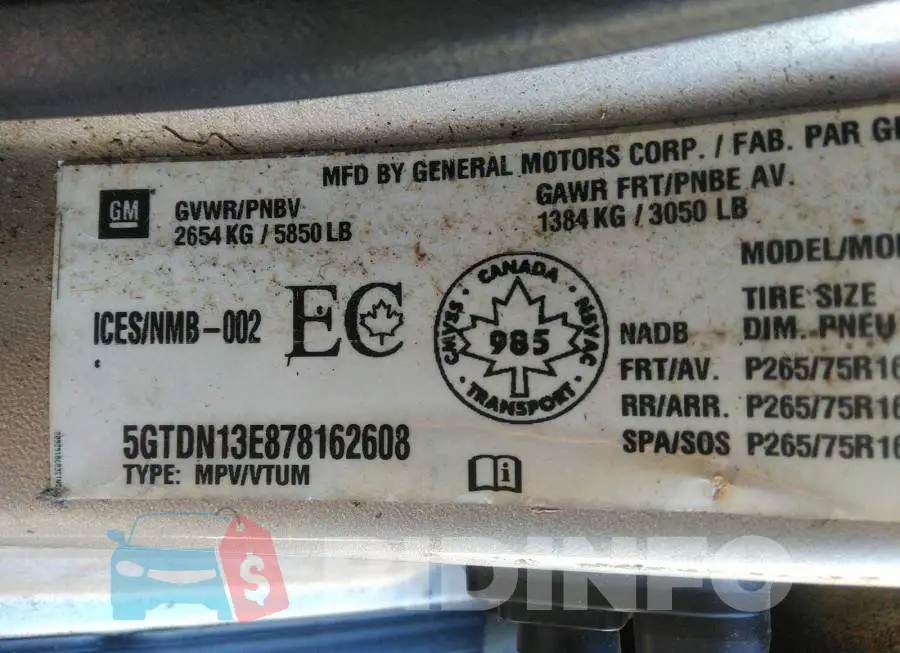 MFD BY GENERAL MOTORS CORP. / FAB. PAR
GM
GVWR/PNBV
2654 KG / 5850 LB
GAWR FRT/PNBE AV.
1384 KG / 3050 LB
ICES/NMB-002
EC
CANADA
CMVSS
NSVAC
985
TRANSPORT
TIRE SIZE
NADB DIM. PNEU
FRT/AV. P265/75R16
RR/ARR. P265/75R16
SPA/SOS P265/75R16
5GTDN13E878162608
TYPE: MPV/VTUM
i
$
BIDINFO